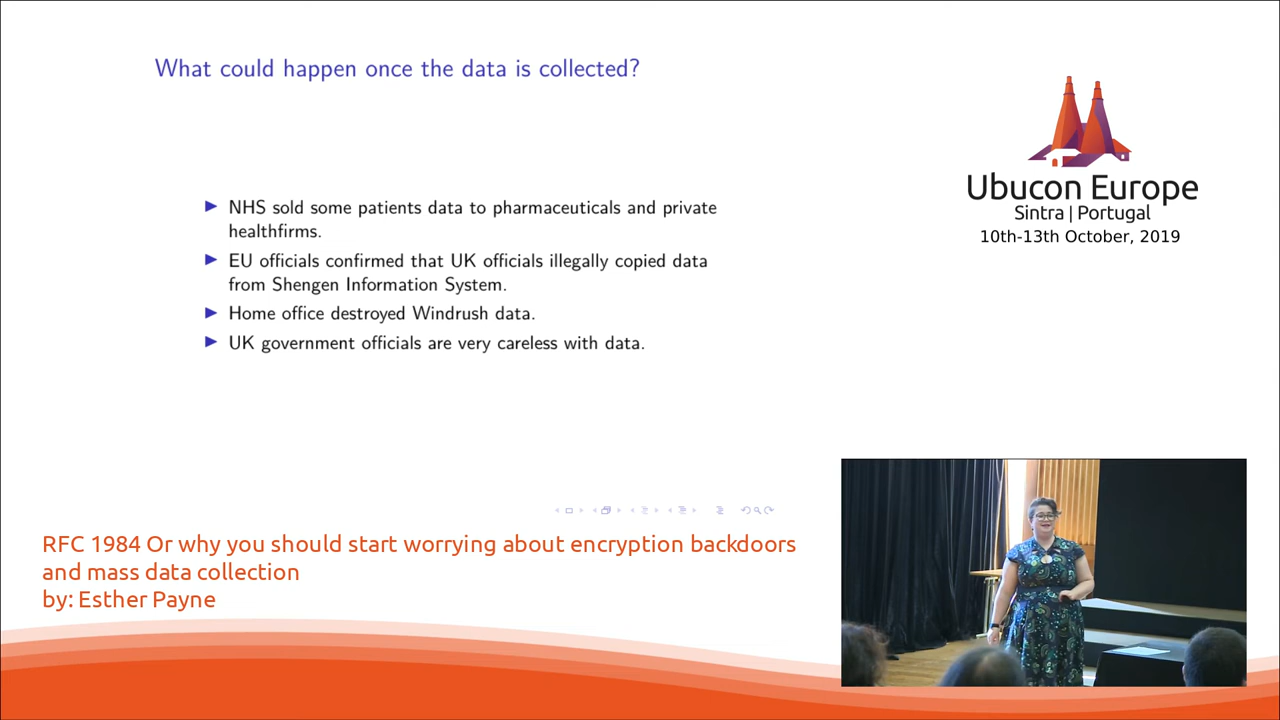 What could happen once the data is collected?
NHS sold some patients data to pharmaceuticals and private
healthfirms.
EU officials confirmed that UK officials illegally copied data
from Shengen Information System.
Home office destroyed Windrush data.
UK government officials are very careless with data.
Ubucon Europe
Sintra | Portugal
10th-13th October, 2019
RFC 1984 Or why you should start worrying about encryption backdoors
and mass data collection
by: Esther Payne